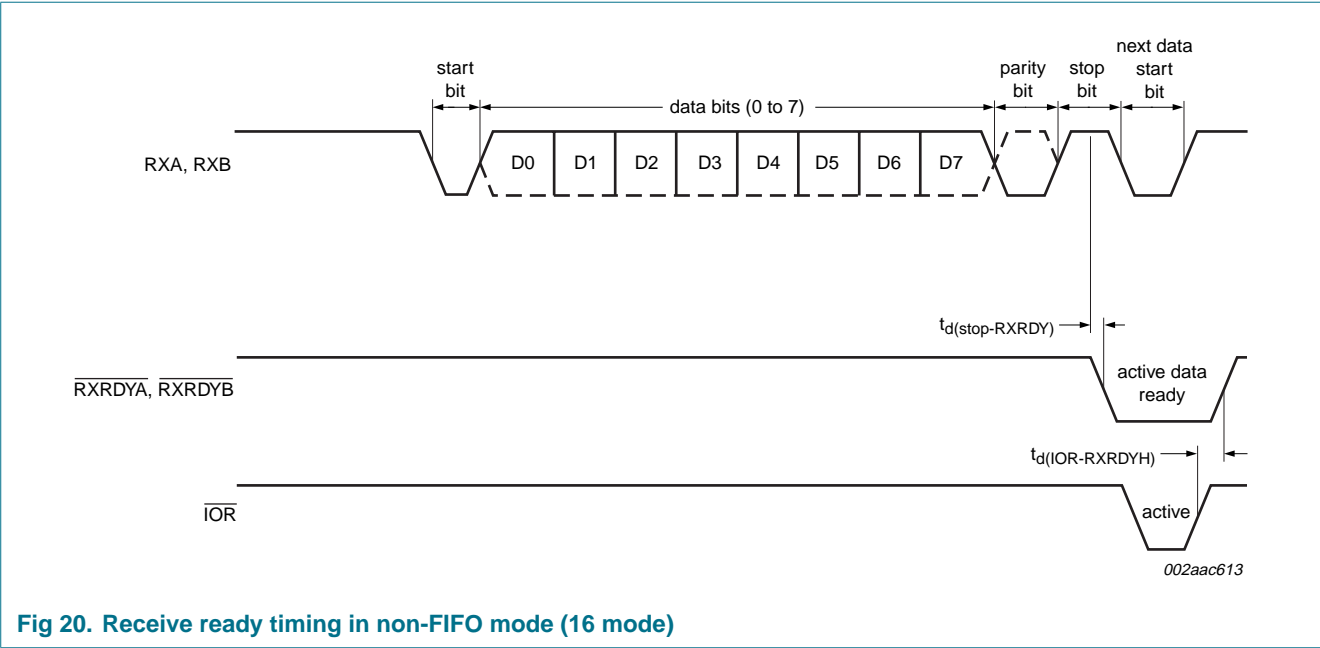 next data
start
bit
start
bit
parity
bit
stop
bit
data bits (0 to 7)
RXA, RXB
D0 D1 D2 D3 D4 D5 D6 D7
td(stop-RXRDY)
RXRDYA, RXRDYB
active data
ready
td(IOR-RXRDYH)
IOR
active
002aac613
Fig 20. Receive ready timing in non-FIFO mode (16 mode)